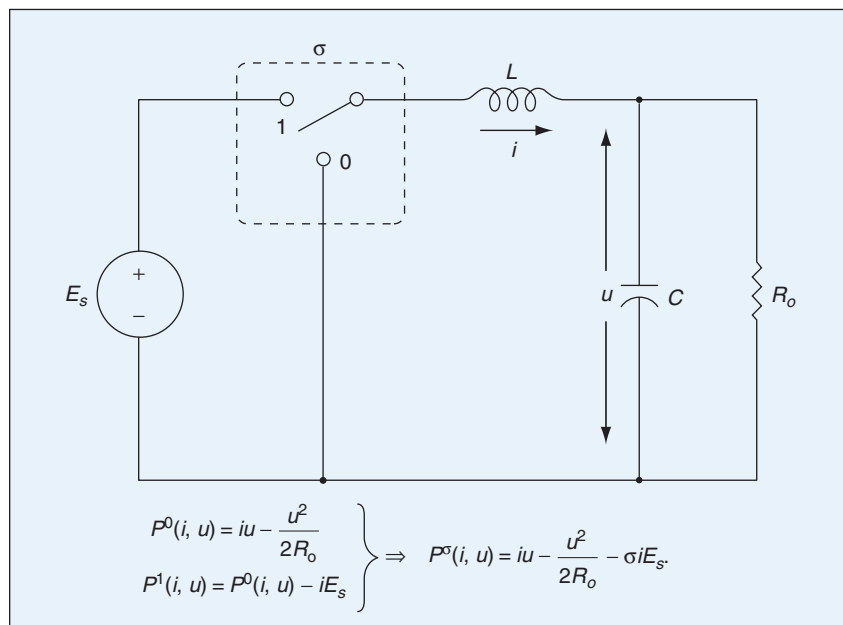 σ
1
0
L
i
+
−
E_s
u
C
R_o
P^0(i, u) = iu − u^2/2R_o
P^1(i, u) = P^0(i, u) − iE_s
⇒ P^σ(i, u) = iu − u^2/2R_o − σiE_s.